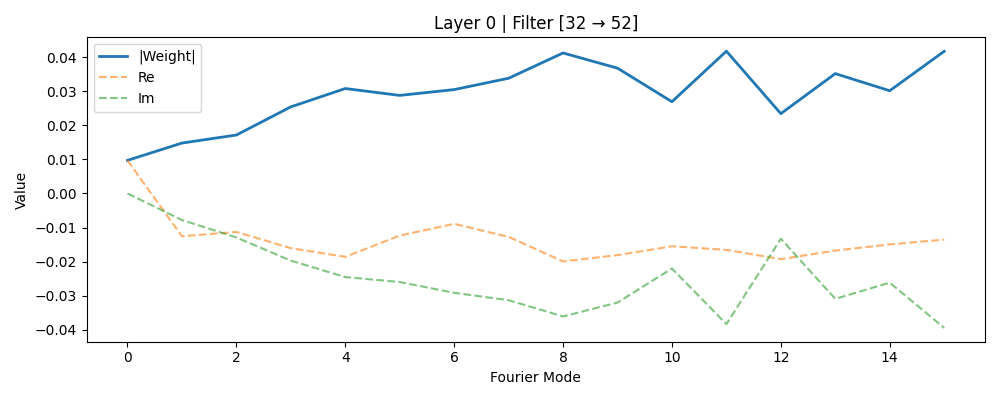 Layer 0 | Filter [32 → 52]
|Weight|
Re
Im
Value
0.04
0.03
0.02
0.01
0.00
−0.01
−0.02
−0.03
−0.04
0 2 4 6 8 10 12 14
Fourier Mode